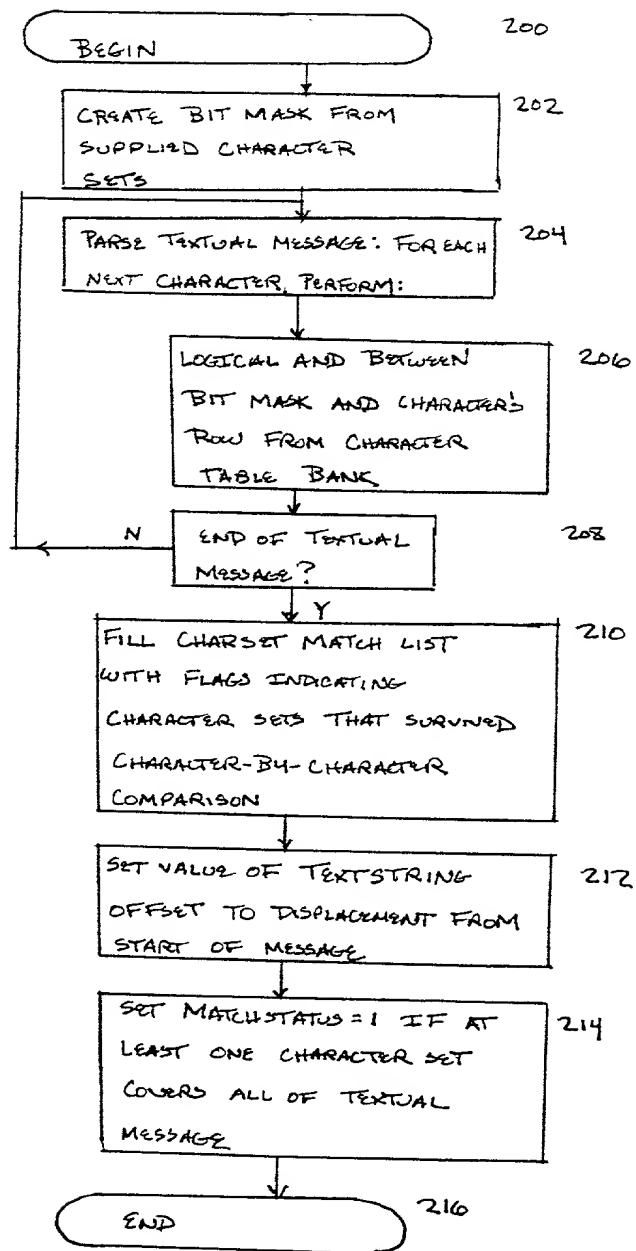 200
BEGIN
202
CREATE BIT MASK FROM
SUPPLIED CHARACTER
SETS
204
PARSE TEXTUAL MESSAGE: FOR EACH
NEXT CHARACTER, PERFORM:
206
LOGICAL AND BETWEEN
BIT MASK AND CHARACTER'S
ROW FROM CHARACTER
TABLE BANK
208
N
END OF TEXTUAL
MESSAGE?
Y
210
FILL CHARSET MATCH LIST
WITH FLAGS INDICATING
CHARACTER SETS THAT SURVIVED
CHARACTER-BY-CHARACTER
COMPARISON
212
SET VALUE OF TEXTSTRING
OFFSET TO DISPLACEMENT FROM
START OF MESSAGE
214
SET MATCHSTATUS=1 IF AT
LEAST ONE CHARACTER SET
COVERS ALL OF TEXTUAL
MESSAGE
216
END